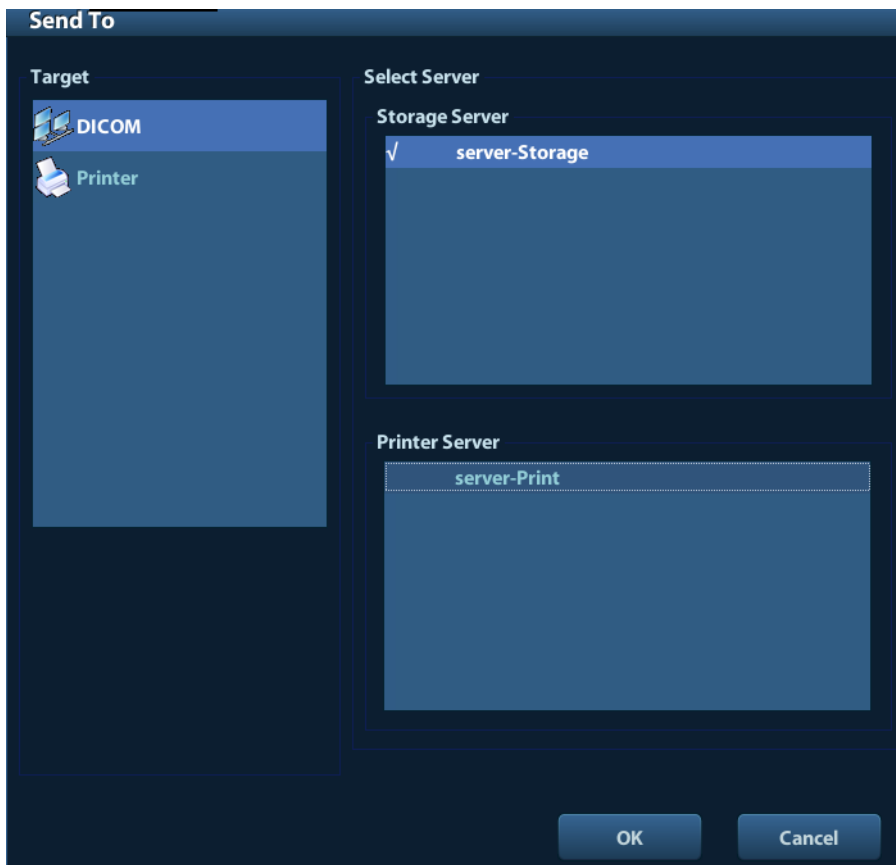 Send To
Target
DICOM
Printer
Select Server
Storage Server
√ server-Storage
Printer Server
server-Print
OK
Cancel